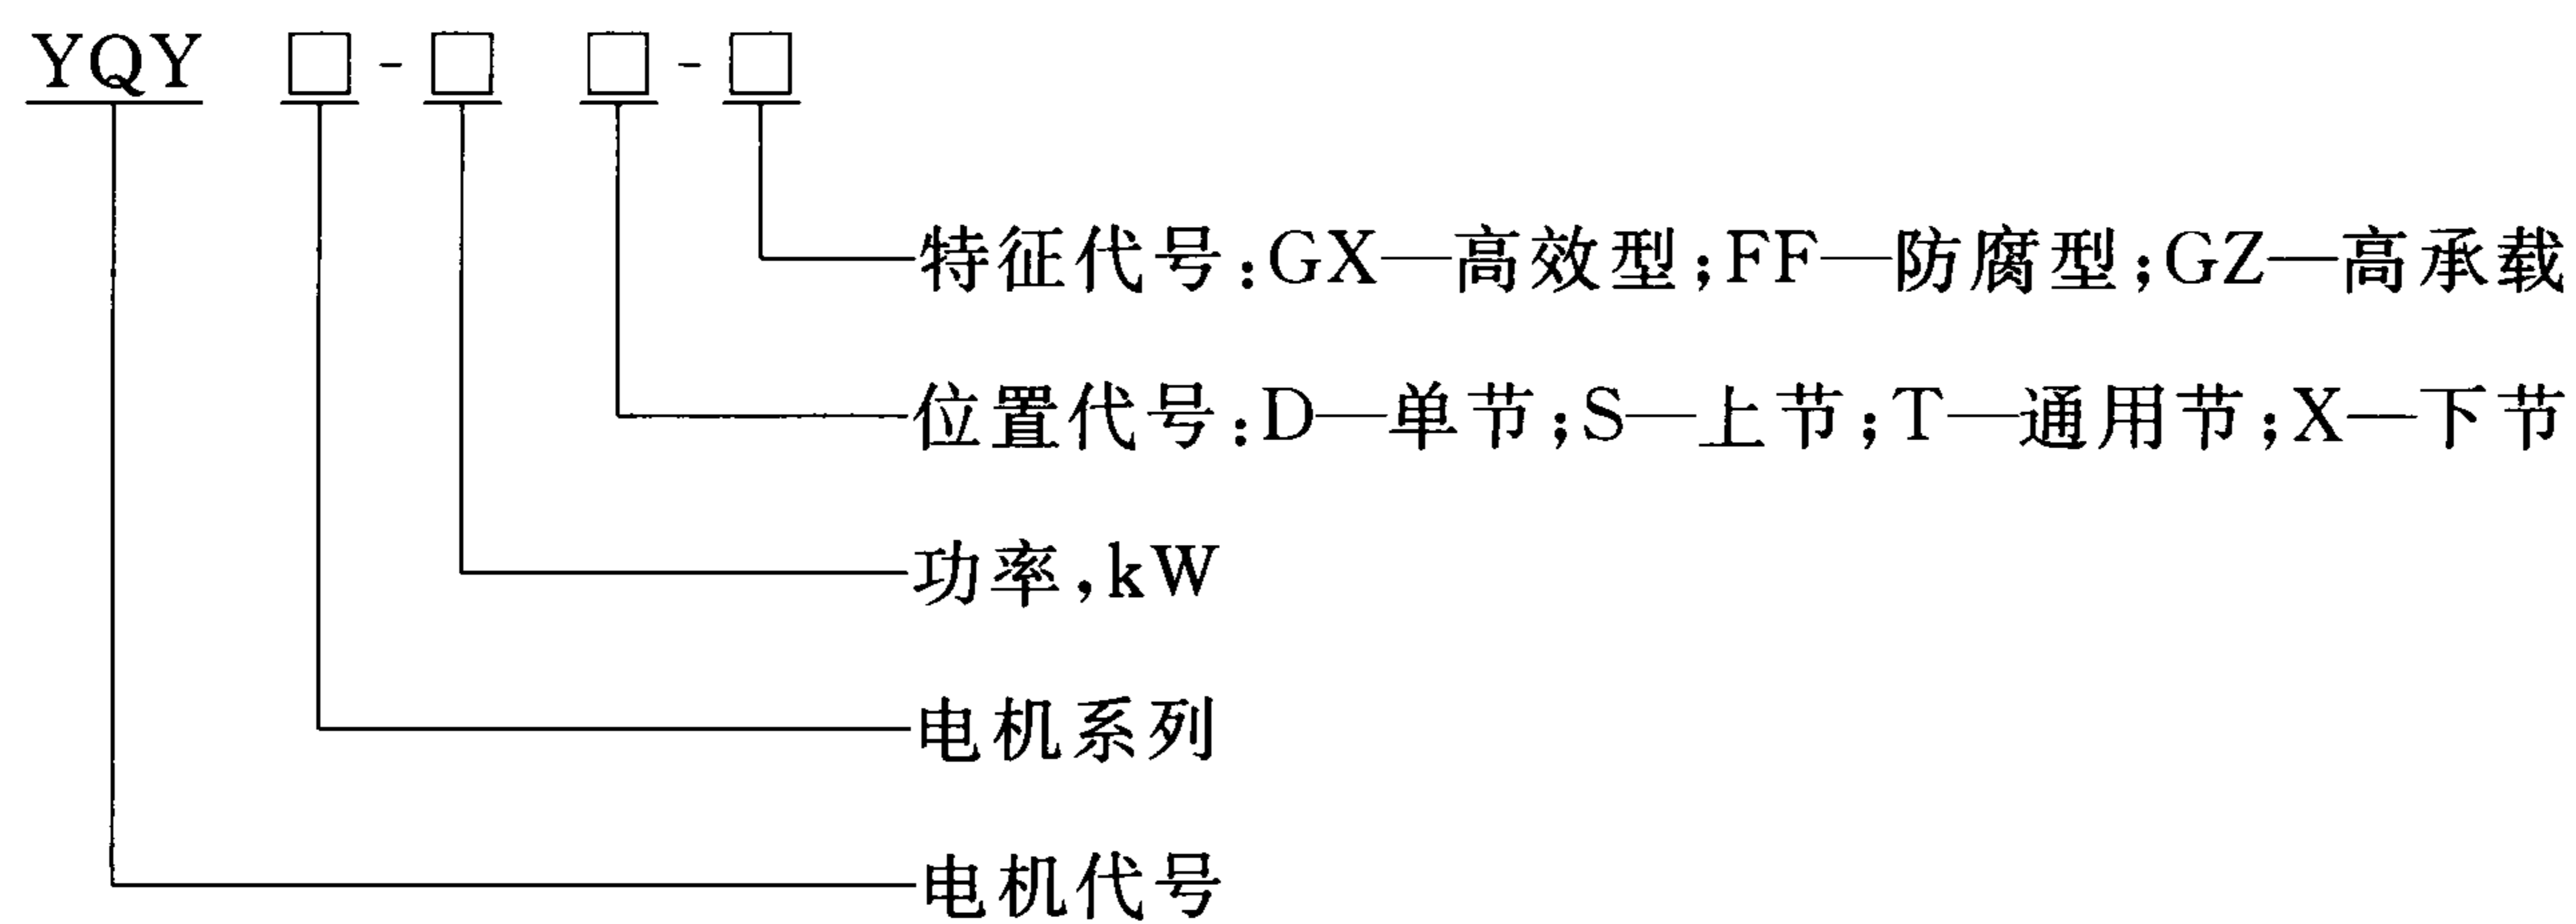 YQY □-□ □-□
特征代号:GX—高效型;FF—防腐型;GZ—高承载
位置代号:D—单节;S—上节;T—通用节;X—下节
功率,kW
电机系列
电机代号